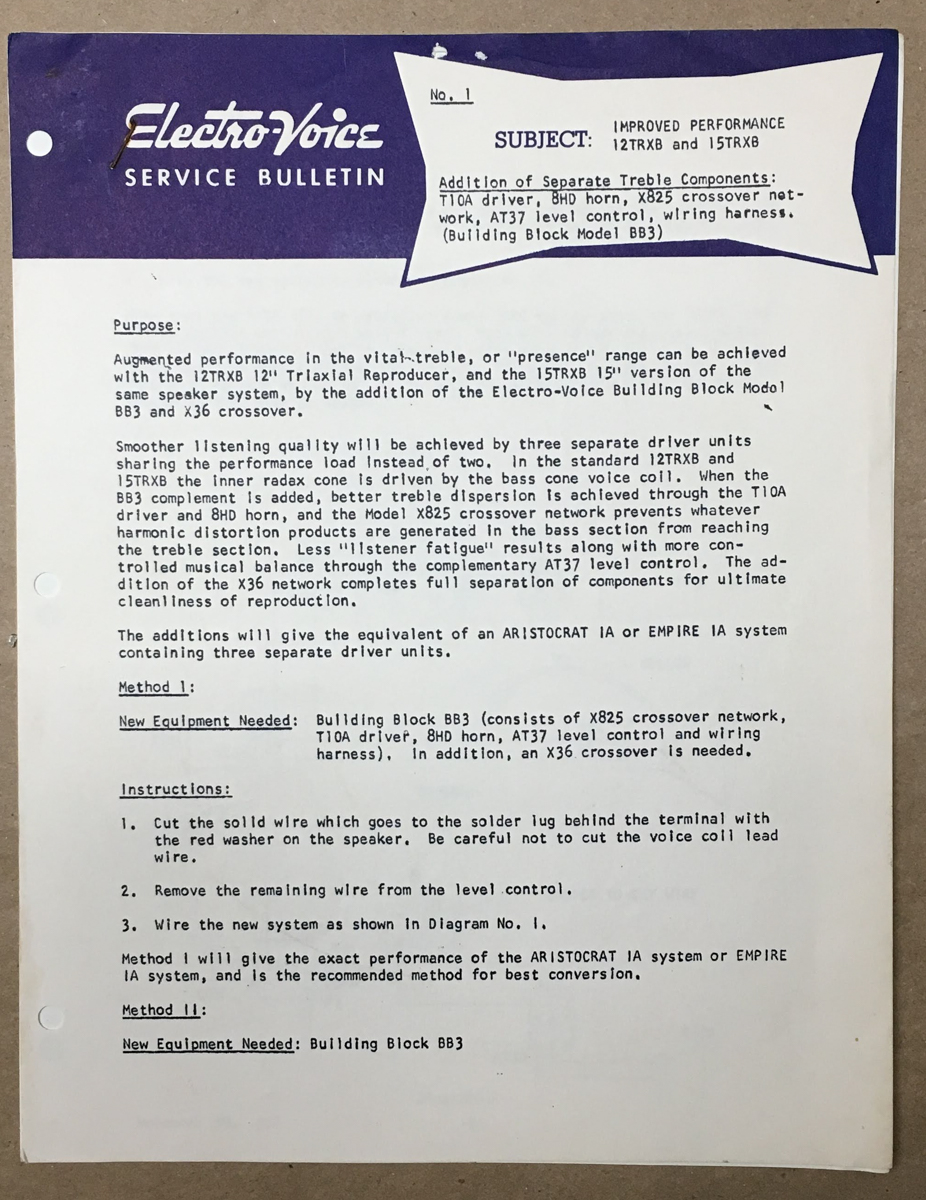 Electro-Voice
SERVICE BULLETIN
No. 1
SUBJECT: IMPROVED PERFORMANCE
12TRXB and 15TRXB
Addition of Separate Treble Components:
T10A driver, 8HD horn, X825 crossover net-
work, AT37 level control, wiring harness.
(Building Block Model BB3)
Purpose:
Augmented performance in the vital treble, or "presence" range can be achieved
with the 12TRXB 12" Triaxial Reproducer, and the 15TRXB 15" version of the
same speaker system, by the addition of the Electro-Voice Building Block Model
BB3 and X36 crossover.
Smoother listening quality will be achieved by three separate driver units
sharing the performance load instead of two. In the standard 12TRXB and
15TRXB the inner radax cone is driven by the bass cone voice coil. When the
BB3 complement is added, better treble dispersion is achieved through the T10A
driver and 8HD horn, and the Model X825 crossover network prevents whatever
harmonic distortion products are generated in the bass section from reaching
the treble section. Less "listener fatigue" results along with more con-
trolled musical balance through the complementary AT37 level control. The ad-
dition of the X36 network completes full separation of components for ultimate
cleanliness of reproduction.
The additions will give the equivalent of an ARISTOCRAT IA or EMPIRE IA system
containing three separate driver units.
Method I:
New Equipment Needed: Building Block BB3 (consists of X825 crossover network,
T10A driver, 8HD horn, AT37 level control and wiring
harness). In addition, an X36 crossover is needed.
Instructions:
1. Cut the solid wire which goes to the solder lug behind the terminal with
the red washer on the speaker. Be careful not to cut the voice coil lead
wire.
2. Remove the remaining wire from the level control.
3. Wire the new system as shown in Diagram No. 1.
Method I will give the exact performance of the ARISTOCRAT IA system or EMPIRE
IA system, and is the recommended method for best conversion.
Method II:
New Equipment Needed: Building Block BB3